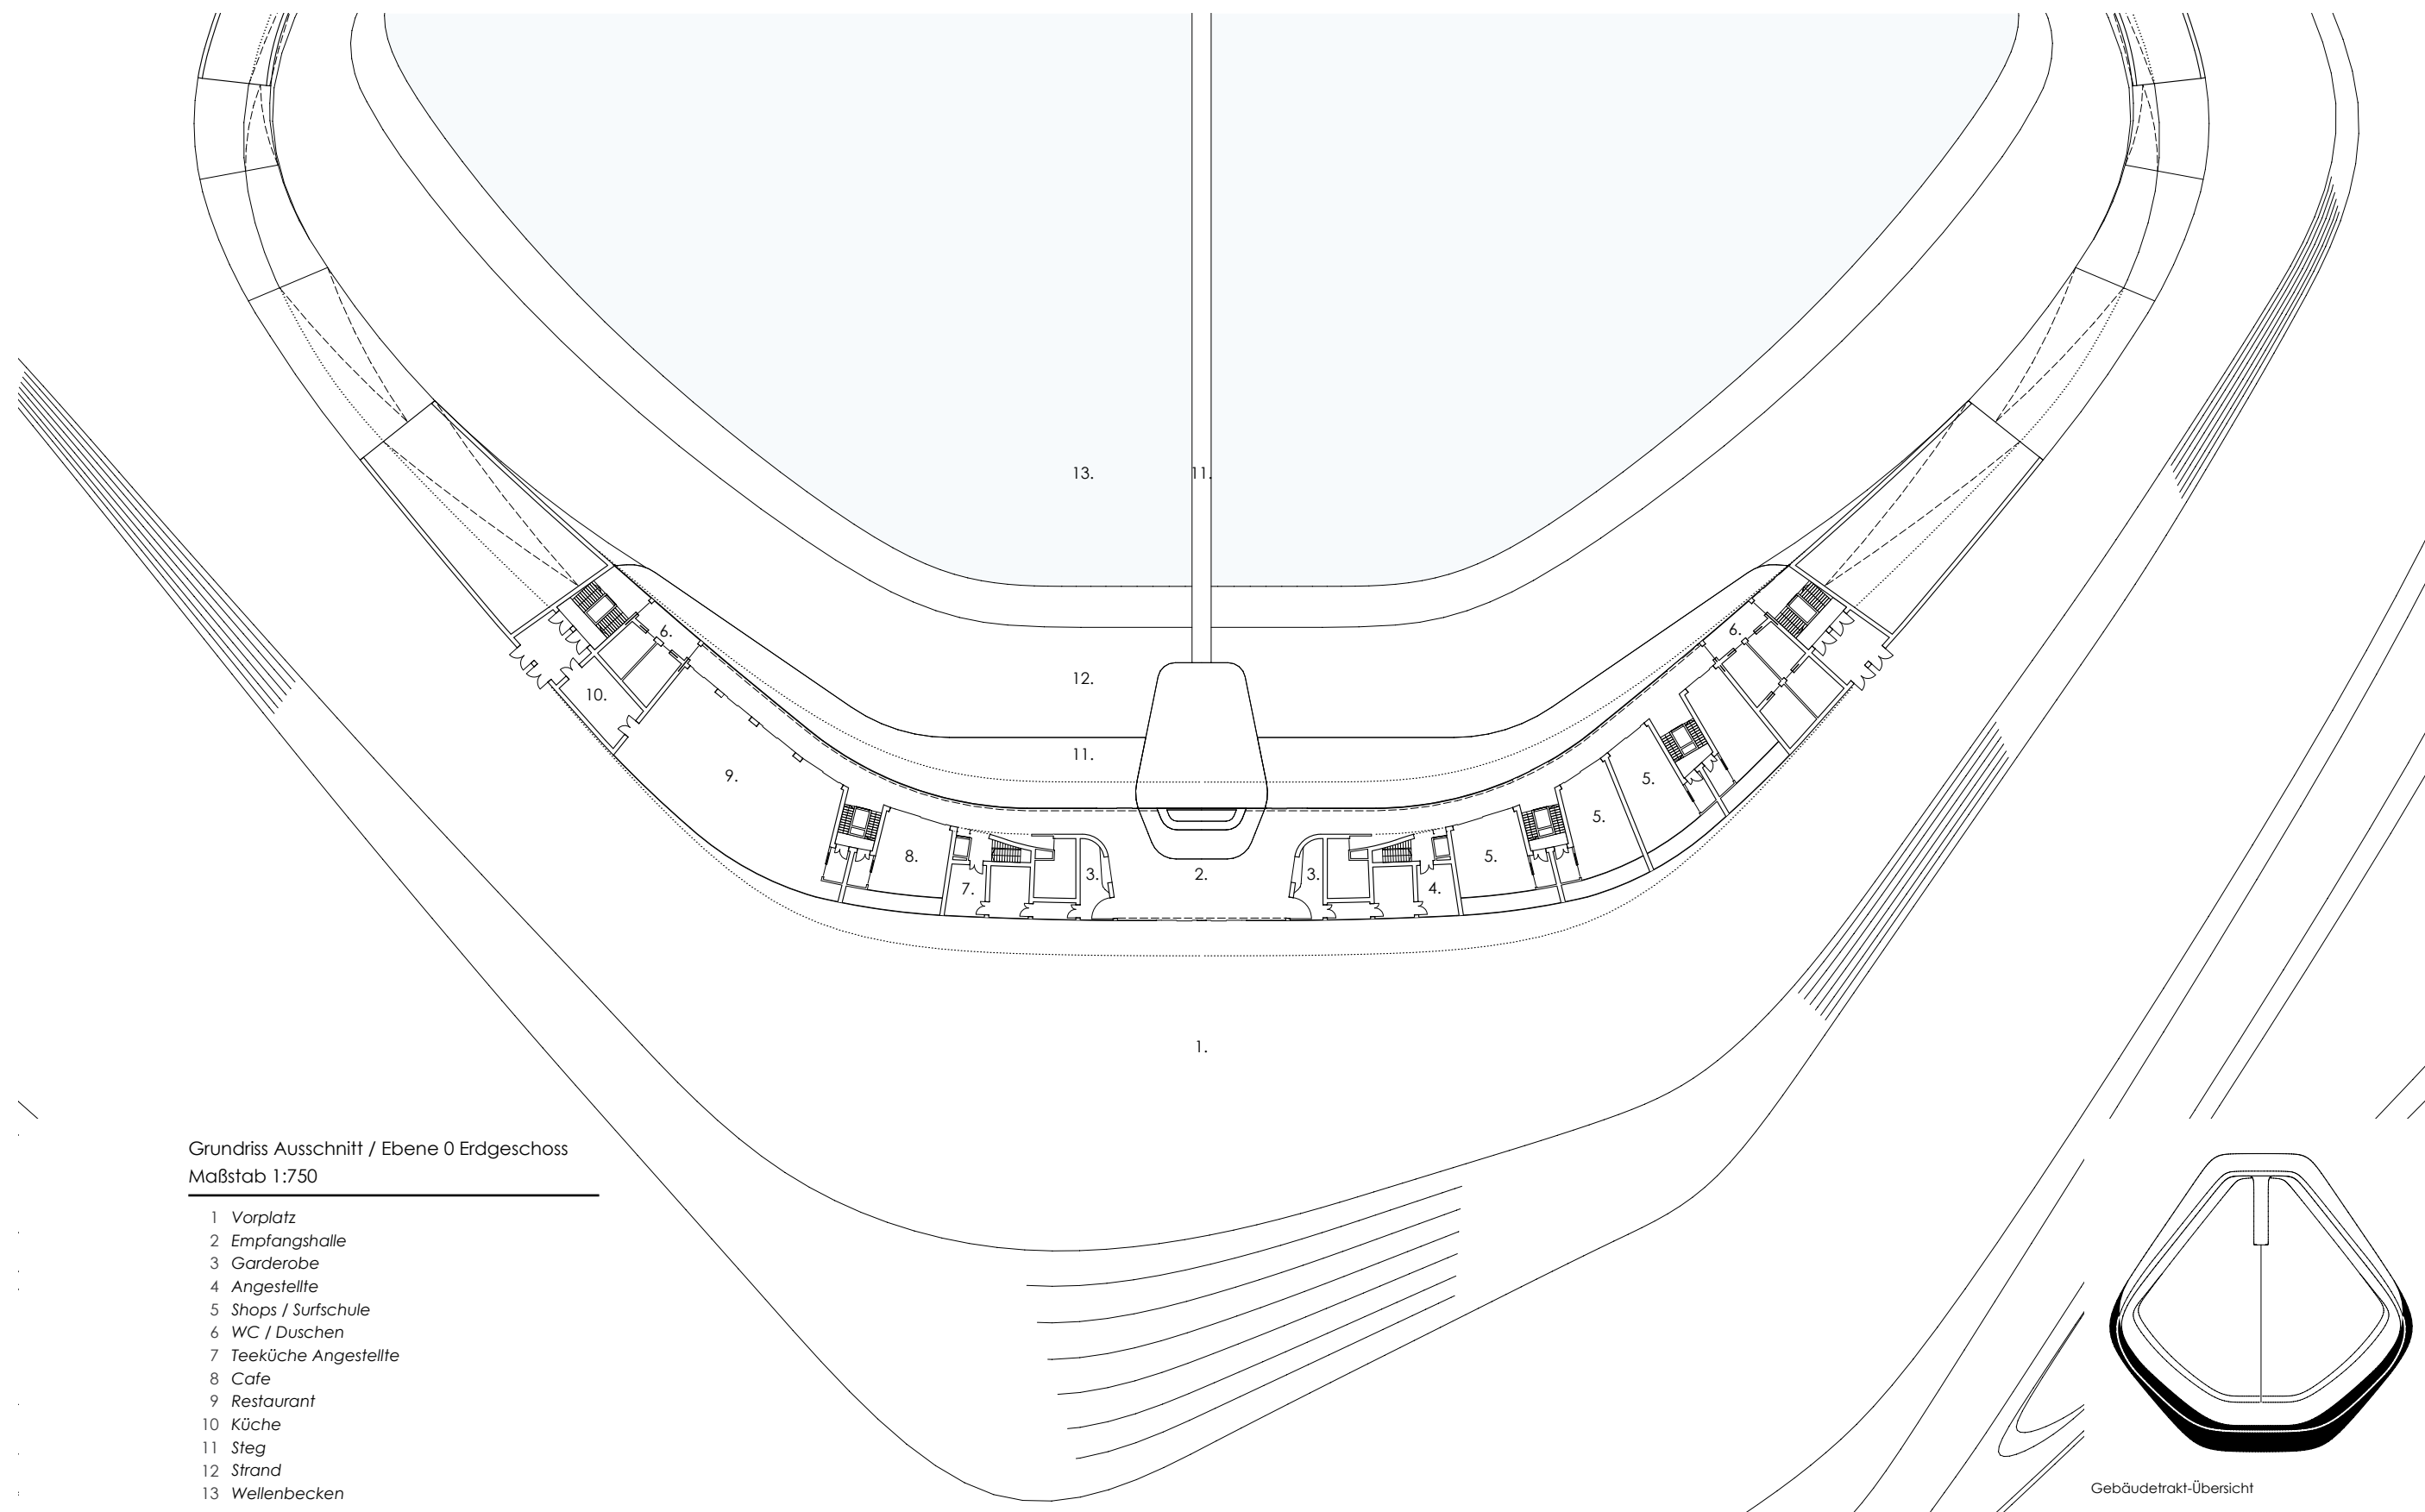 13.
11.
6.
6.
12.
10.
11.
9.
5.
5.
8.
5.
7.
3.
2.
3.
4.
1.
Grundriss Ausschnitt / Ebene 0 Erdgeschoss
Maßstab 1:750
1 Vorplatz
2 Empfangshalle
3 Garderobe
4 Angestellte
5 Shops / Surfschule
6 WC / Duschen
7 Teeküche Angestellte
8 Cafe
9 Restaurant
10 Küche
11 Steg
12 Strand
13 Wellenbecken
Gebäudetrakt-Übersicht